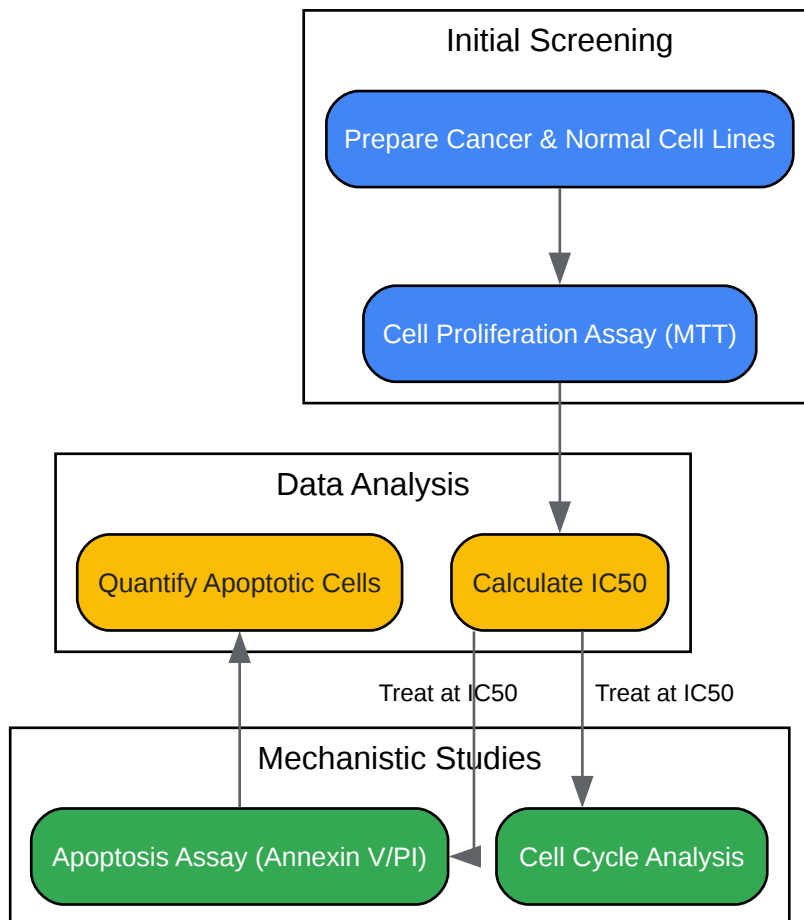 Initial Screening
Prepare Cancer & Normal Cell Lines
Cell Proliferation Assay (MTT)
Data Analysis
Quantify Apoptotic Cells
Calculate IC50
Treat at IC50
Treat at IC50
Mechanistic Studies
Apoptosis Assay (Annexin V/PI)
Cell Cycle Analysis